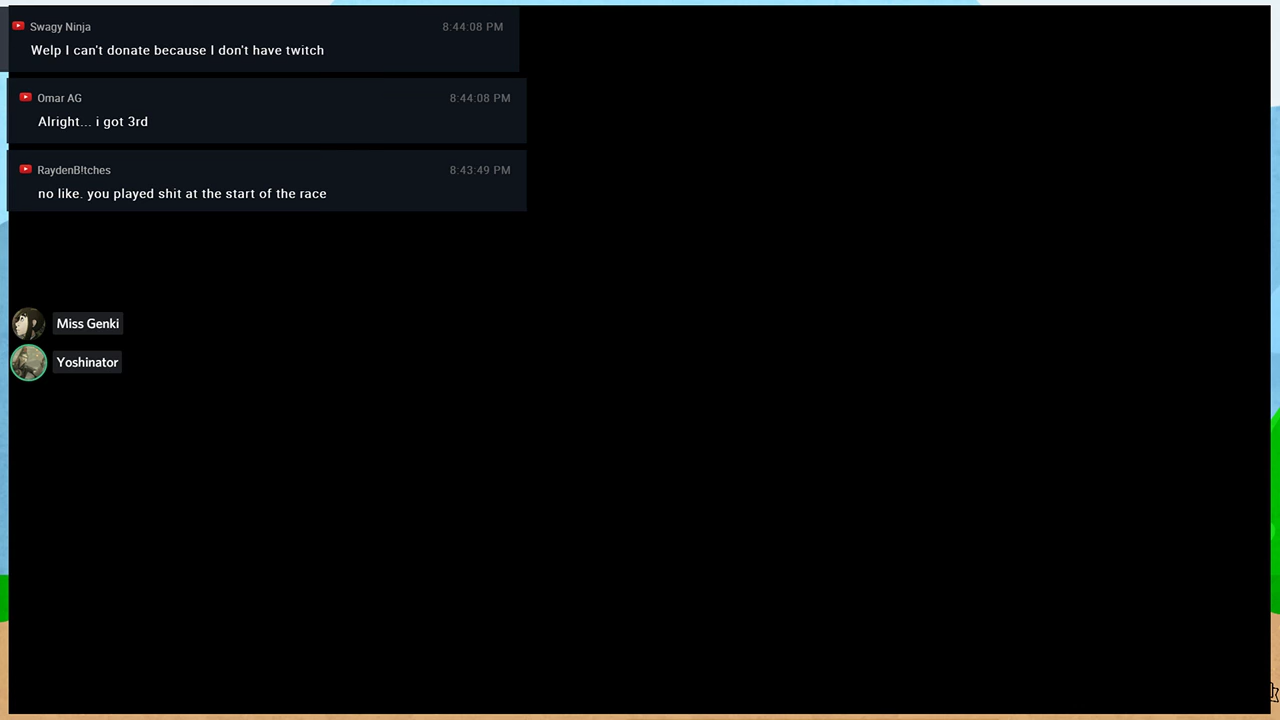 Swagy Ninja 8:44:08 PM
Welp I can't donate because I don't have twitch
Omar AG 8:44:08 PM
Alright... i got 3rd
RaydenB!tches 8:43:49 PM
no like. you played shit at the start of the race
Miss Genki
Yoshinator